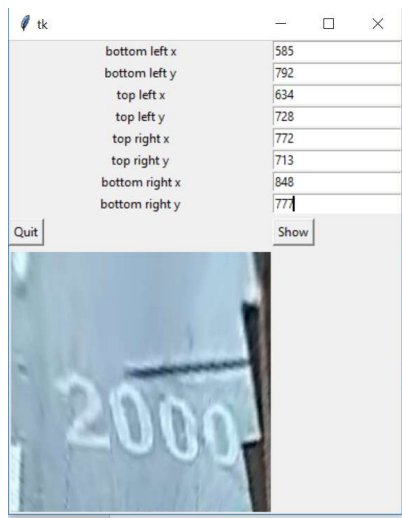 tk
bottom left x 585
bottom left y 792
top left x 634
top left y 728
top right x 772
top right y 713
bottom right x 848
bottom right y 777
Quit Show
2000